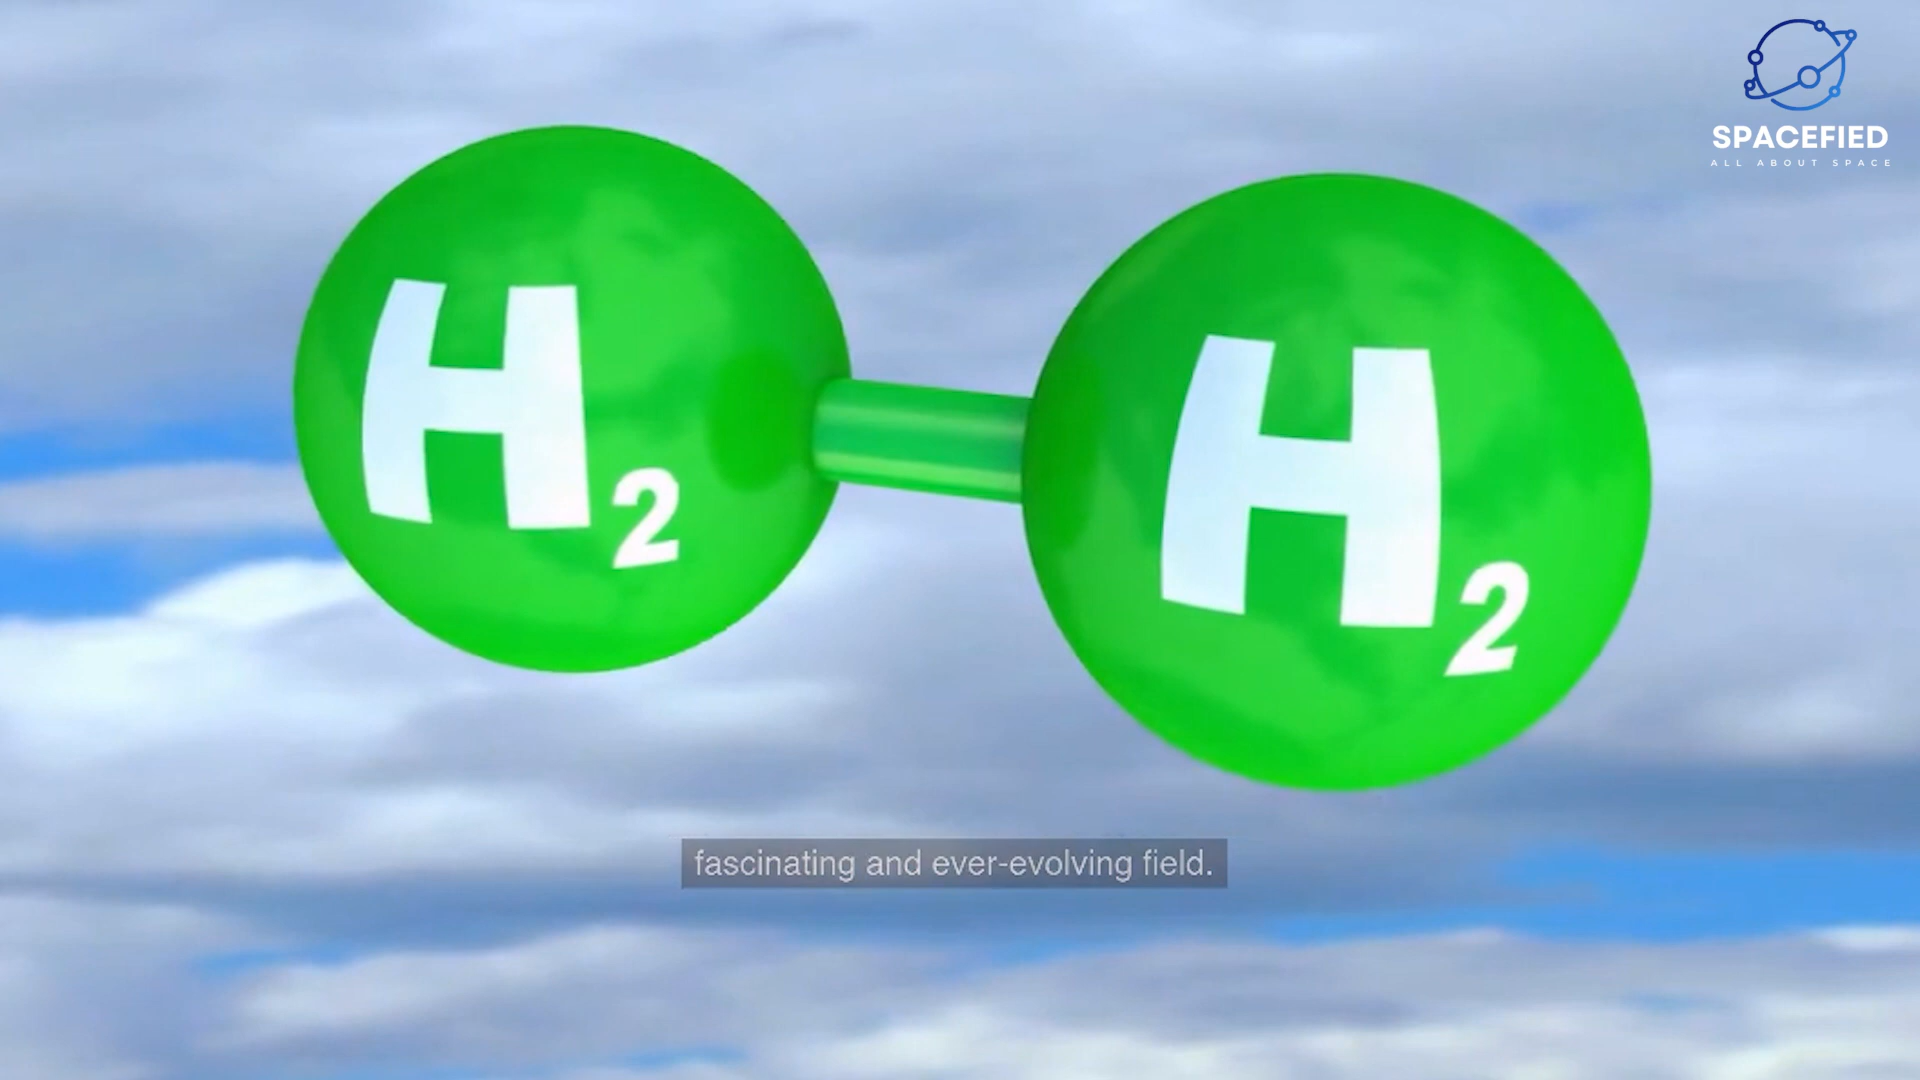 SPACEFIED
ALL ABOUT SPACE
H2
H2
fascinating and ever-evolving field.